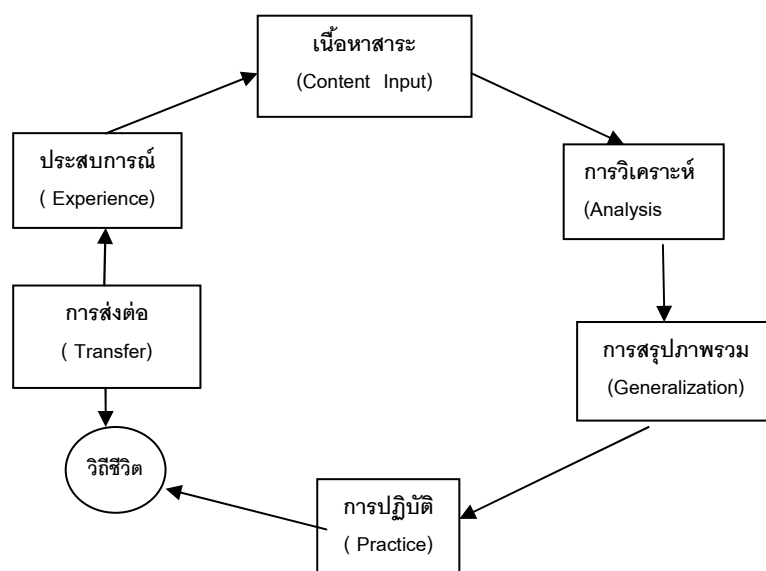 เนื้อหาสาระ
(Content Input)
ประสบการณ์
( Experience)
การวิเคราะห์
(Analysis
การส่งต่อ
( Transfer)
การสรุปภาพรวม
(Generalization)
วิถีชีวิต
การปฏิบัติ
( Practice)